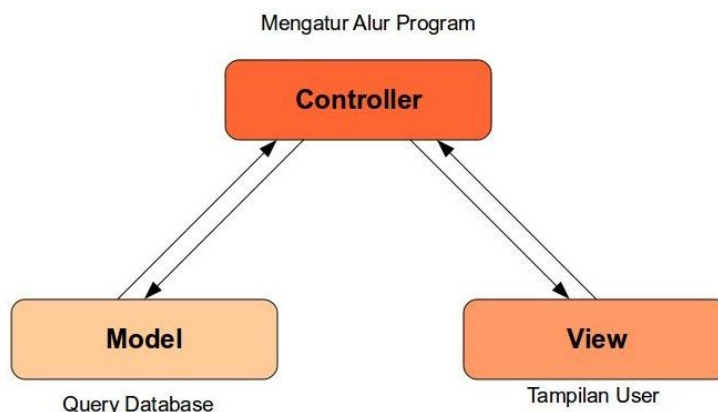 Mengatur Alur Program
Controller
Model
View
Query Database
Tampilan User